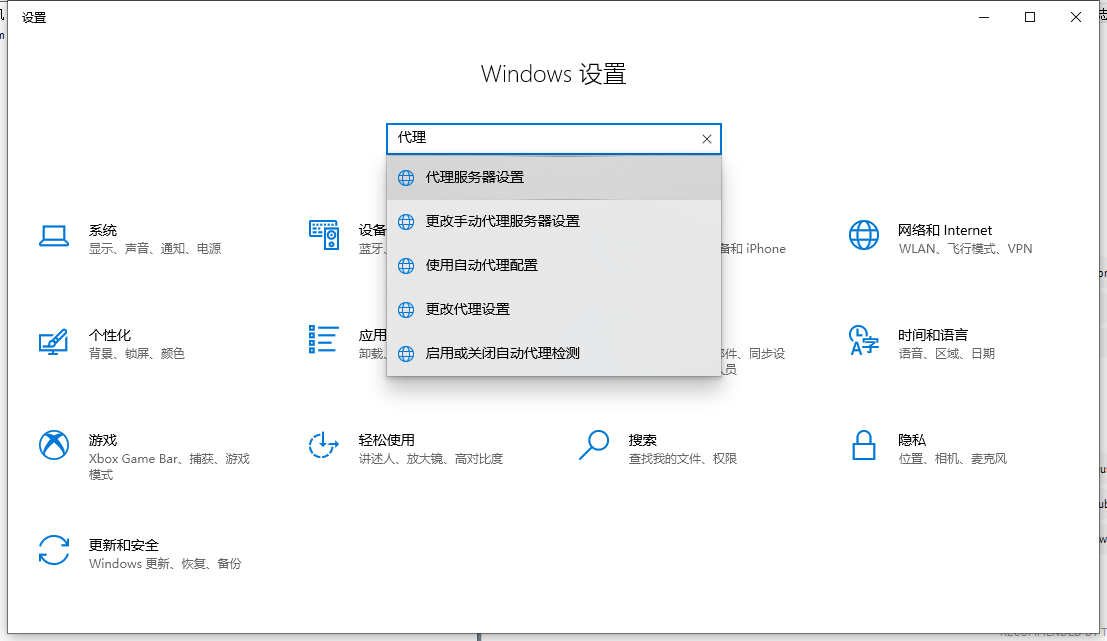 设置
Windows 设置
代理
代理服务器设置
更改手动代理服务器设置
使用自动代理配置
更改代理设置
启用或关闭自动代理检测
系统
显示、声音、通知、电源
设备
蓝牙、
备和 iPhone
网络和 Internet
WLAN、飞行模式、VPN
个性化
背景、锁屏、颜色
应用
卸载、
同步设
时间和语言
语音、区域、日期
游戏
Xbox Game Bar、捕获、游戏
模式
轻松使用
讲述人、放大镜、高对比度
搜索
查找我的文件、权限
隐私
位置、相机、麦克风
更新和安全
Windows 更新、恢复、备份